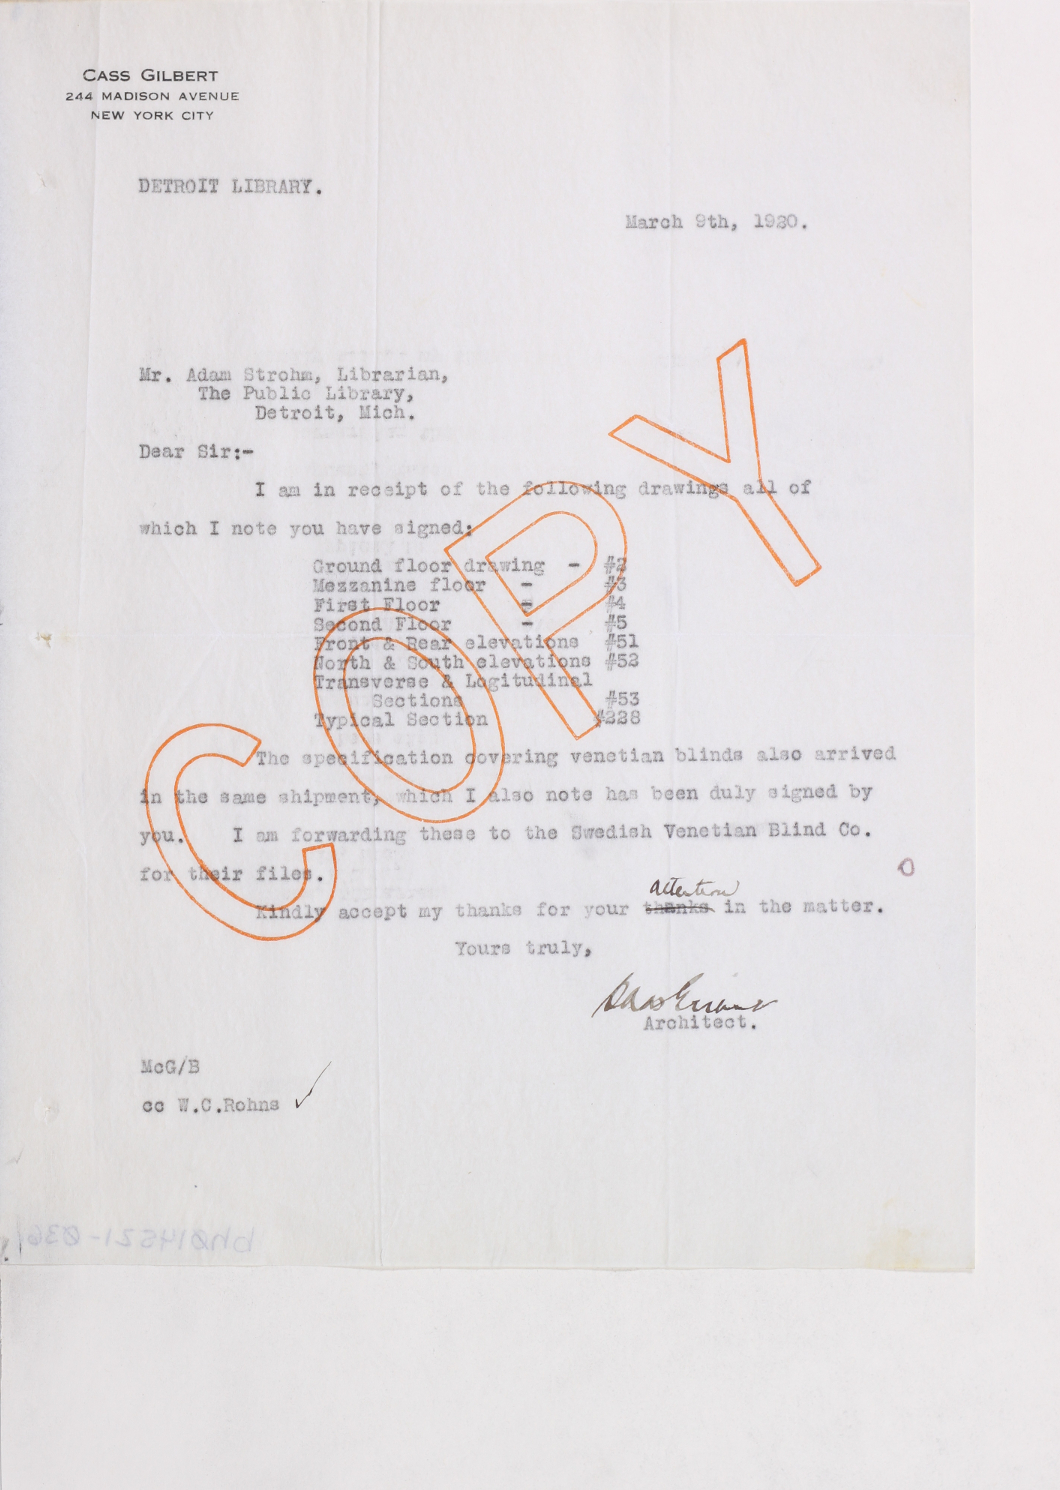 CASS GILBERT
244 MADISON AVENUE
NEW YORK CITY
DETROIT LIBRARY.
March 9th, 1920.
Mr. Adam Strohm, Librarian,
The Public Library,
Detroit, Mich.
Dear Sir:-
I am in receipt of the following drawings all of
which I note you have signed:
Ground floor drawing - #2
Mezzanine floor - #3
First Floor - #4
Second Floor - #5
Front & Rear elevations #51
North & South elevations #52
Transverse & Logitudinal
Sections #53
Typical Section #228
The specification covering venetian blinds also arrived
in the same shipment, which I also note has been duly signed by
you. I am forwarding these to the Swedish Venetian Blind Co.
for their files.
attention
Kindly accept my thanks for your thanks in the matter.
Yours truly,
Cass Gilbert
Architect.
McG/B
cc W.C.Rohns ✓
COPY
bh014521-036